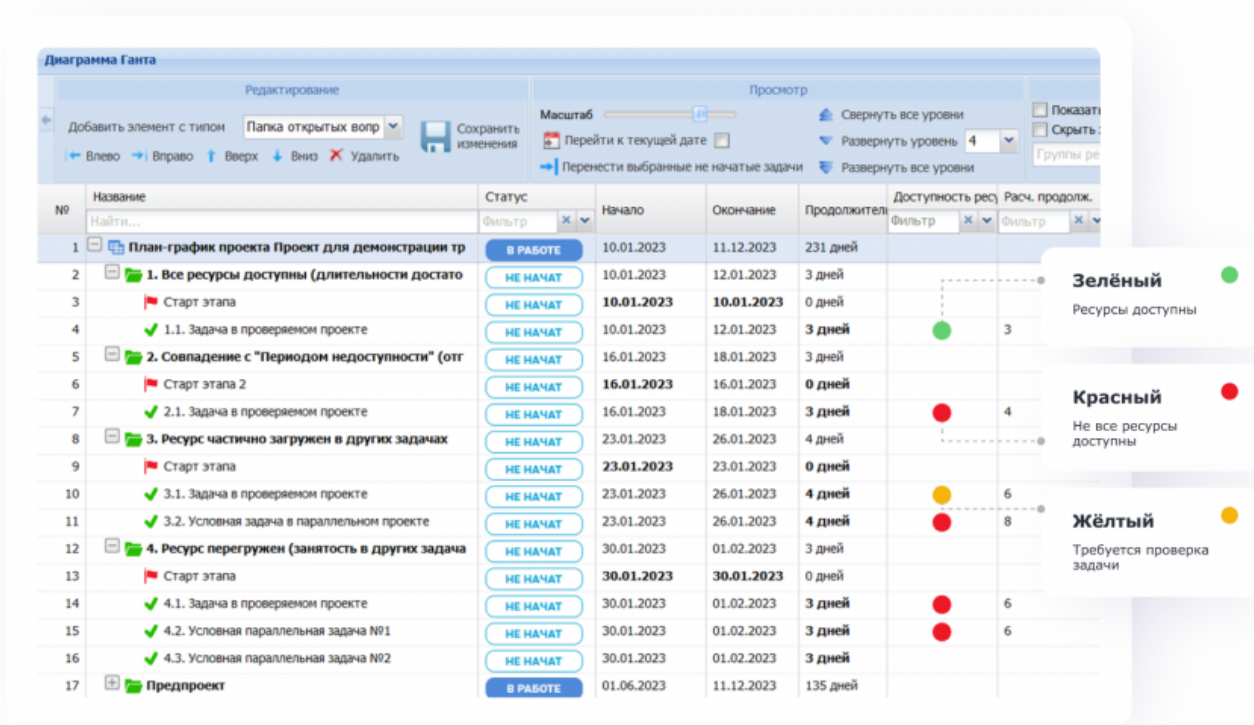 Диаграмма Ганта
Редактирование
Просмотр
Добавить элемент с типом Папка открытых вопр Сохранить изменения
Влево Вправо Вверх Вниз Удалить
Масштаб
Перейти к текущей дате
Перенести выбранные не начатые задачи
Свернуть все уровни
Развернуть уровень 4
Развернуть все уровни
Показать
Скрыть
Группы ре
№ Название Статус Начало Окончание Продолжител Доступность ресу Расч. продолж.
Найти... Фильтр Фильтр Фильтр
1 План-график проекта Проект для демонстрации тр В РАБОТЕ 10.01.2023 11.12.2023 231 дней
2 1. Все ресурсы доступны (длительности достато НЕ НАЧАТ 10.01.2023 12.01.2023 3 дней
3 Старт этапа НЕ НАЧАТ 10.01.2023 10.01.2023 0 дней
4 1.1. Задача в проверяемом проекте НЕ НАЧАТ 10.01.2023 12.01.2023 3 дней 3
5 2. Совпадение с "Периодом недоступности" (отг НЕ НАЧАТ 16.01.2023 18.01.2023 3 дней
6 Старт этапа 2 НЕ НАЧАТ 16.01.2023 16.01.2023 0 дней
7 2.1. Задача в проверяемом проекте НЕ НАЧАТ 16.01.2023 18.01.2023 3 дней 4
8 3. Ресурс частично загружен в других задачах НЕ НАЧАТ 23.01.2023 26.01.2023 4 дней
9 Старт этапа НЕ НАЧАТ 23.01.2023 23.01.2023 0 дней
10 3.1. Задача в проверяемом проекте НЕ НАЧАТ 23.01.2023 26.01.2023 4 дней 6
11 3.2. Условная задача в параллельном проекте НЕ НАЧАТ 23.01.2023 26.01.2023 4 дней 8
12 4. Ресурс перегружен (занятость в других задача НЕ НАЧАТ 30.01.2023 01.02.2023 3 дней
13 Старт этапа НЕ НАЧАТ 30.01.2023 30.01.2023 0 дней
14 4.1. Задача в проверяемом проекте НЕ НАЧАТ 30.01.2023 01.02.2023 3 дней 6
15 4.2. Условная параллельная задача №1 НЕ НАЧАТ 30.01.2023 01.02.2023 3 дней 6
16 4.3. Условная параллельная задача №2 НЕ НАЧАТ 30.01.2023 01.02.2023 3 дней
17 Предпроект В РАБОТЕ 01.06.2023 11.12.2023 135 дней
Зелёный
Ресурсы доступны
Красный
Не все ресурсы
доступны
Жёлтый
Требуется проверка
задачи